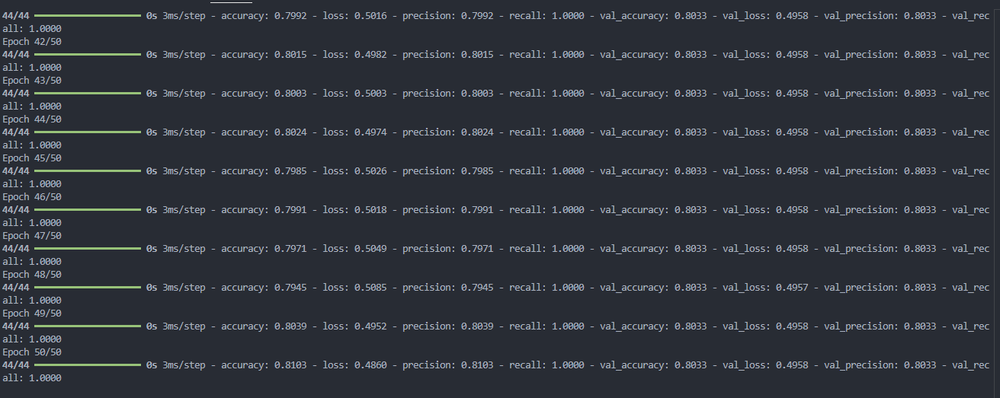 44/44 ━━━━━━━━━━━━━━━━━━━━ 0s 3ms/step - accuracy: 0.7992 - loss: 0.5016 - precision: 0.7992 - recall: 1.0000 - val_accuracy: 0.8033 - val_loss: 0.4958 - val_precision: 0.8033 - val_rec
all: 1.0000
Epoch 42/50
44/44 ━━━━━━━━━━━━━━━━━━━━ 0s 3ms/step - accuracy: 0.8015 - loss: 0.4982 - precision: 0.8015 - recall: 1.0000 - val_accuracy: 0.8033 - val_loss: 0.4958 - val_precision: 0.8033 - val_rec
all: 1.0000
Epoch 43/50
44/44 ━━━━━━━━━━━━━━━━━━━━ 0s 3ms/step - accuracy: 0.8003 - loss: 0.5003 - precision: 0.8003 - recall: 1.0000 - val_accuracy: 0.8033 - val_loss: 0.4958 - val_precision: 0.8033 - val_rec
all: 1.0000
Epoch 44/50
44/44 ━━━━━━━━━━━━━━━━━━━━ 0s 3ms/step - accuracy: 0.8024 - loss: 0.4974 - precision: 0.8024 - recall: 1.0000 - val_accuracy: 0.8033 - val_loss: 0.4958 - val_precision: 0.8033 - val_rec
all: 1.0000
Epoch 45/50
44/44 ━━━━━━━━━━━━━━━━━━━━ 0s 3ms/step - accuracy: 0.7985 - loss: 0.5026 - precision: 0.7985 - recall: 1.0000 - val_accuracy: 0.8033 - val_loss: 0.4958 - val_precision: 0.8033 - val_rec
all: 1.0000
Epoch 46/50
44/44 ━━━━━━━━━━━━━━━━━━━━ 0s 3ms/step - accuracy: 0.7991 - loss: 0.5018 - precision: 0.7991 - recall: 1.0000 - val_accuracy: 0.8033 - val_loss: 0.4958 - val_precision: 0.8033 - val_rec
all: 1.0000
Epoch 47/50
44/44 ━━━━━━━━━━━━━━━━━━━━ 0s 3ms/step - accuracy: 0.7971 - loss: 0.5049 - precision: 0.7971 - recall: 1.0000 - val_accuracy: 0.8033 - val_loss: 0.4958 - val_precision: 0.8033 - val_rec
all: 1.0000
Epoch 48/50
44/44 ━━━━━━━━━━━━━━━━━━━━ 0s 3ms/step - accuracy: 0.7945 - loss: 0.5085 - precision: 0.7945 - recall: 1.0000 - val_accuracy: 0.8033 - val_loss: 0.4957 - val_precision: 0.8033 - val_rec
all: 1.0000
Epoch 49/50
44/44 ━━━━━━━━━━━━━━━━━━━━ 0s 3ms/step - accuracy: 0.8039 - loss: 0.4952 - precision: 0.8039 - recall: 1.0000 - val_accuracy: 0.8033 - val_loss: 0.4958 - val_precision: 0.8033 - val_rec
all: 1.0000
Epoch 50/50
44/44 ━━━━━━━━━━━━━━━━━━━━ 0s 3ms/step - accuracy: 0.8103 - loss: 0.4860 - precision: 0.8103 - recall: 1.0000 - val_accuracy: 0.8033 - val_loss: 0.4958 - val_precision: 0.8033 - val_rec
all: 1.0000